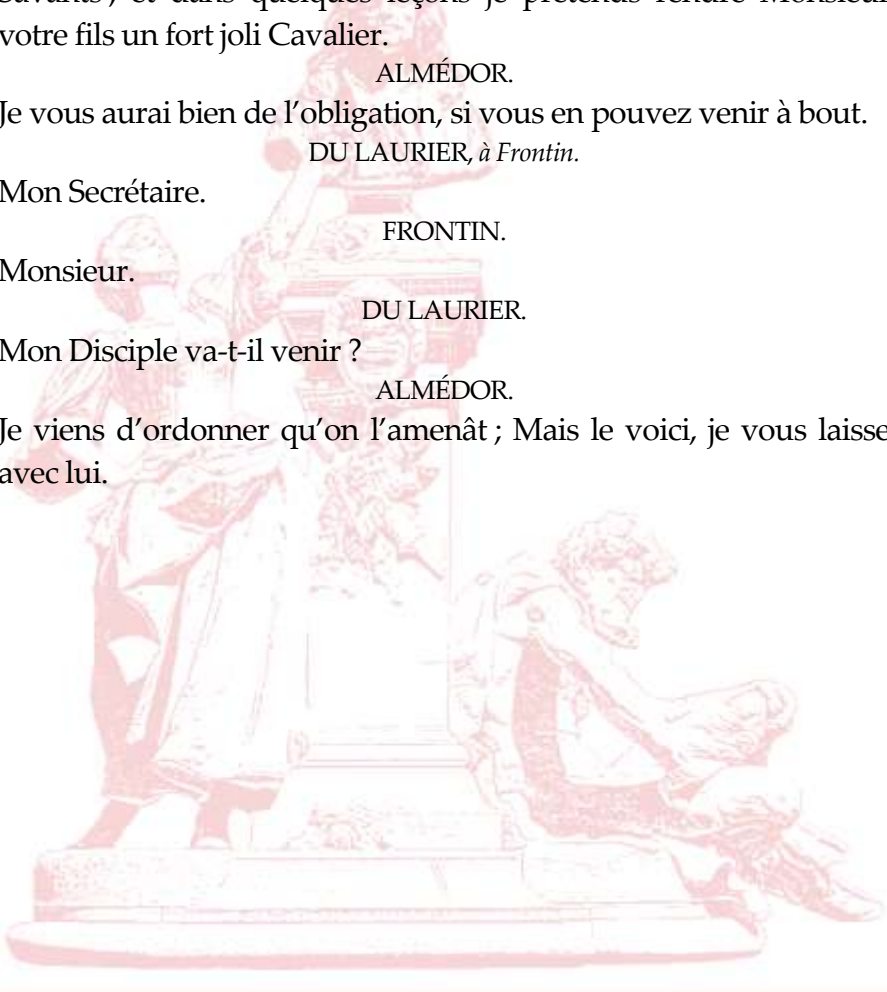 votre fils un fort joli Cavalier.
ALMÉDOR.
Je vous aurai bien de l’obligation, si vous en pouvez venir à bout.
DU LAURIER, à Frontin.
Mon Secrétaire.
FRONTIN.
Monsieur.
DU LAURIER.
Mon Disciple va-t-il venir ?
ALMÉDOR.
Je viens d’ordonner qu’on l’amenât ; Mais le voici, je vous laisse
avec lui.